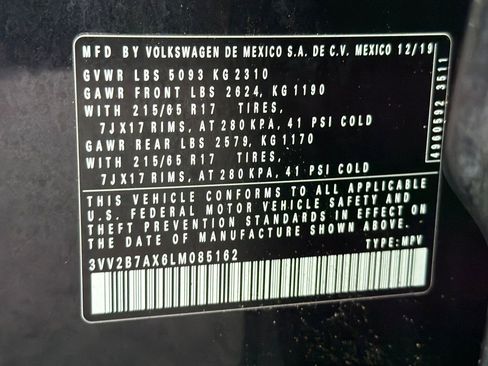 MFD BY VOLKSWAGEN DE MEXICO S.A. DE C.V. MEXICO 12/19
GVWR LBS 5093 KG 2310
GAWR FRONT LBS 2624, KG 1190
WITH 215/65 R17 TIRES,
7JX17 RIMS, AT 280 KPA, 41 PSI COLD
GAWR REAR LBS 2579, KG 1170
WITH 215/65 R17 TIRES,
7JX17 RIMS, AT 280 KPA, 41 PSI COLD
THIS VEHICLE CONFORMS TO ALL APPLICABLE
U.S. FEDERAL MOTOR VEHICLE SAFETY AND
THEFT PREVENTION STANDARDS IN EFFECT ON
THE DATE OF MANUFACTURE SHOWN ABOVE
3VV2B7AX6LM085162 TYPE: MPV
4960592 3511